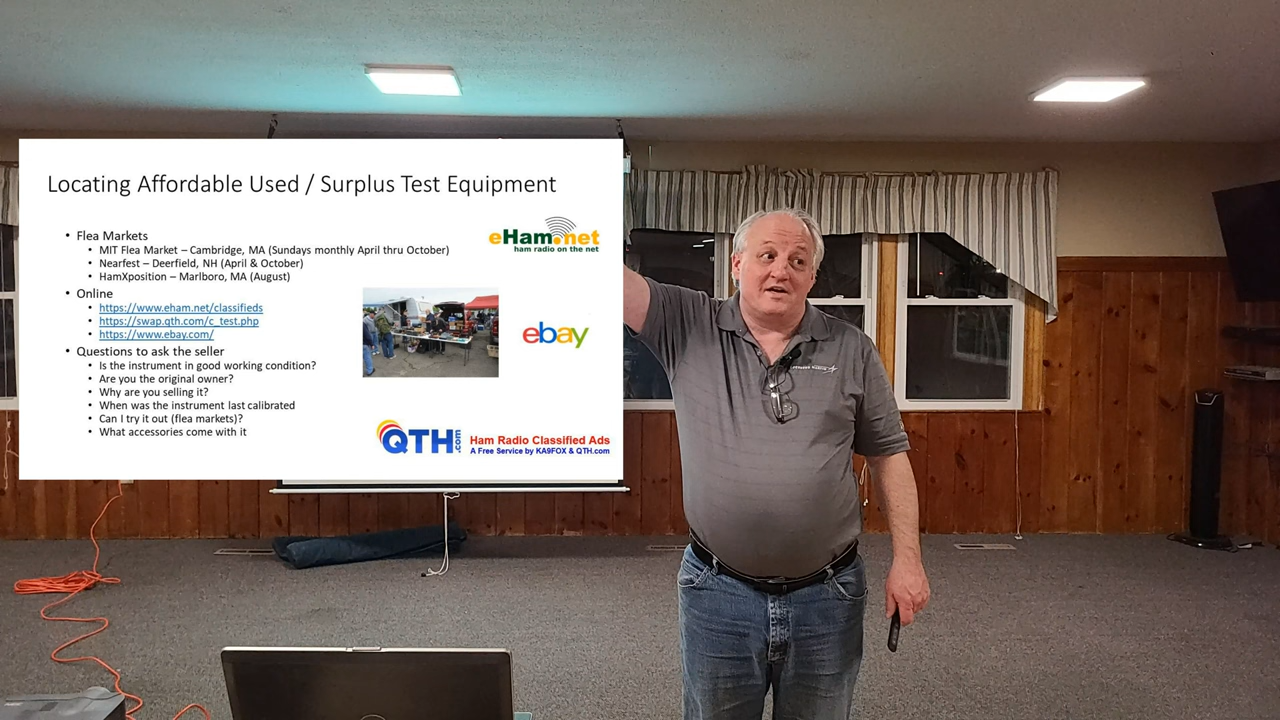 Locating Affordable Used / Surplus Test Equipment
• Flea Markets
• MIT Flea Market – Cambridge, MA (Sundays monthly April thru October)
• Nearfest – Deerfield, NH (April & October)
• HamXposition – Marlboro, MA (August)
• Online
• https://www.eham.net/classifieds
• https://swap.qth.com/c_test.php
• https://www.ebay.com/
• Questions to ask the seller
• Is the instrument in good working condition?
• Are you the original owner?
• Why are you selling it?
• When was the instrument last calibrated
• Can I try it out (flea markets)?
• What accessories come with it
eHam.net
ham radio on the net
ebay
QTH.com
Ham Radio Classified Ads
A Free Service by KA9FOX & QTH.com